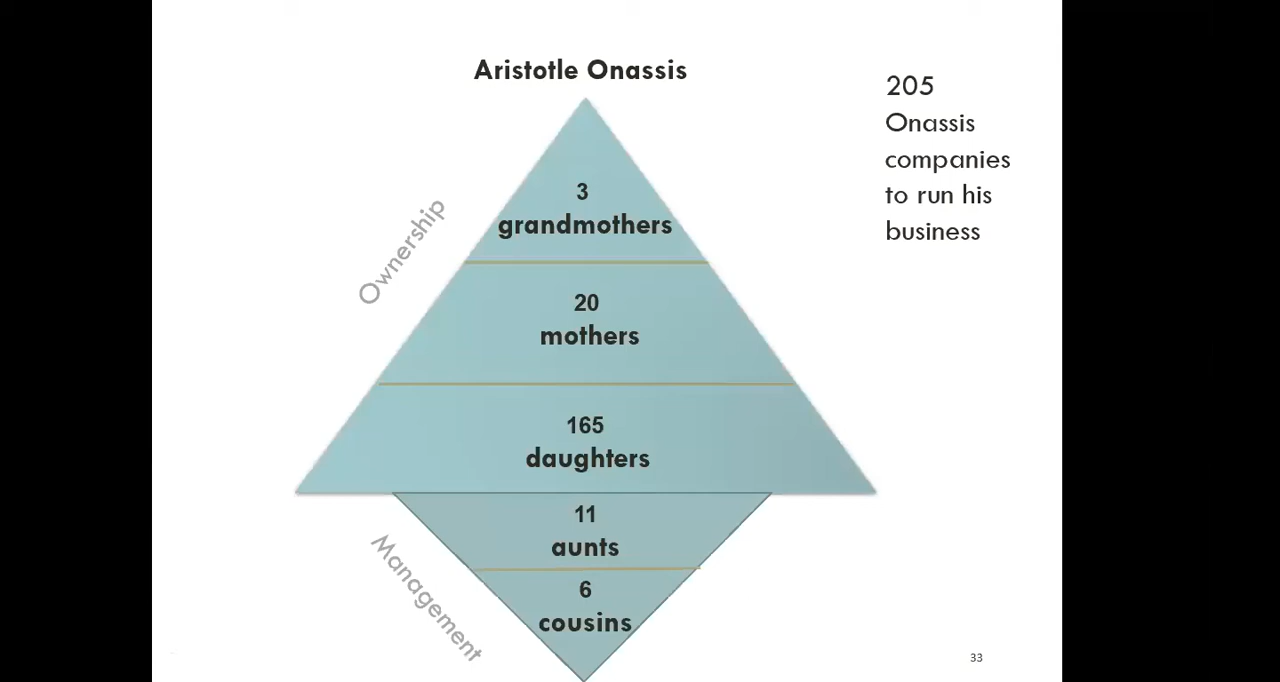 Aristotle Onassis
205
Onassis
companies
to run his
business
Ownership
3
grandmothers
20
mothers
165
daughters
Management
11
aunts
6
cousins
33